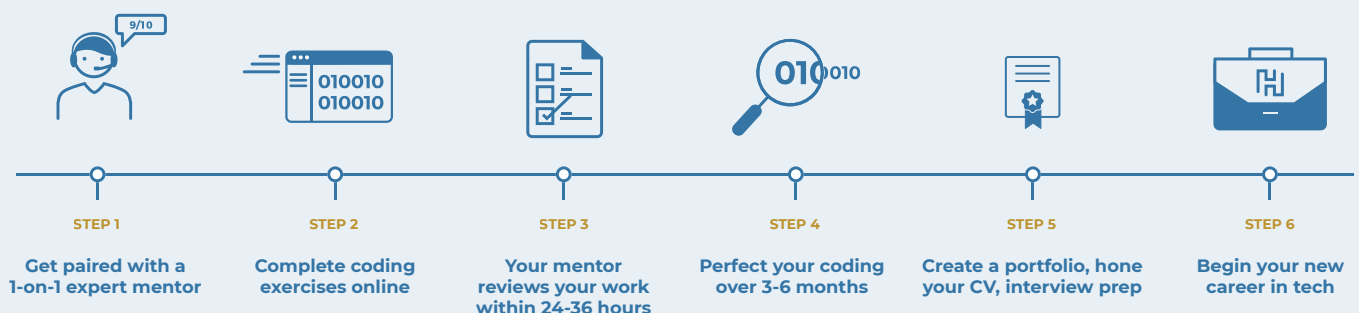 9/10
010010
010010
010010
STEP 1
Get paired with a
1-on-1 expert mentor
STEP 2
Complete coding
exercises online
STEP 3
Your mentor
reviews your work
within 24-36 hours
STEP 4
Perfect your coding
over 3-6 months
STEP 5
Create a portfolio, hone
your CV, interview prep
STEP 6
Begin your new
career in tech